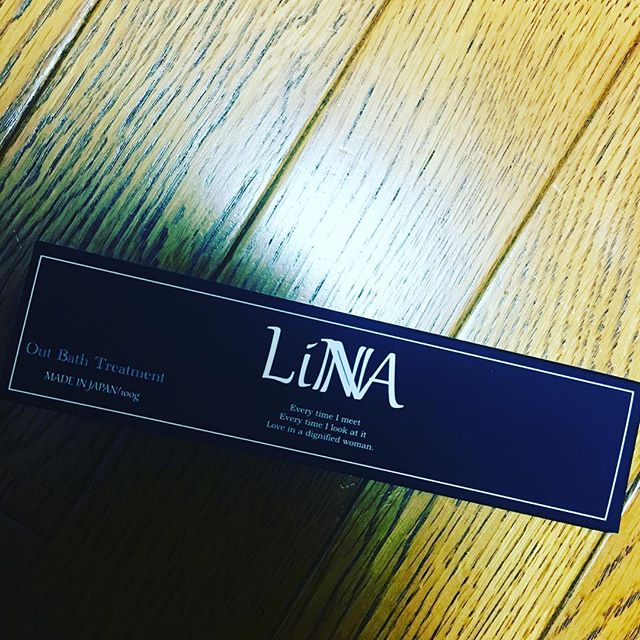 Out Bath Treatment
MADE IN JAPAN/100g
LiNNA
Every time I meet
Every time I look at it
Love in a dignified woman.